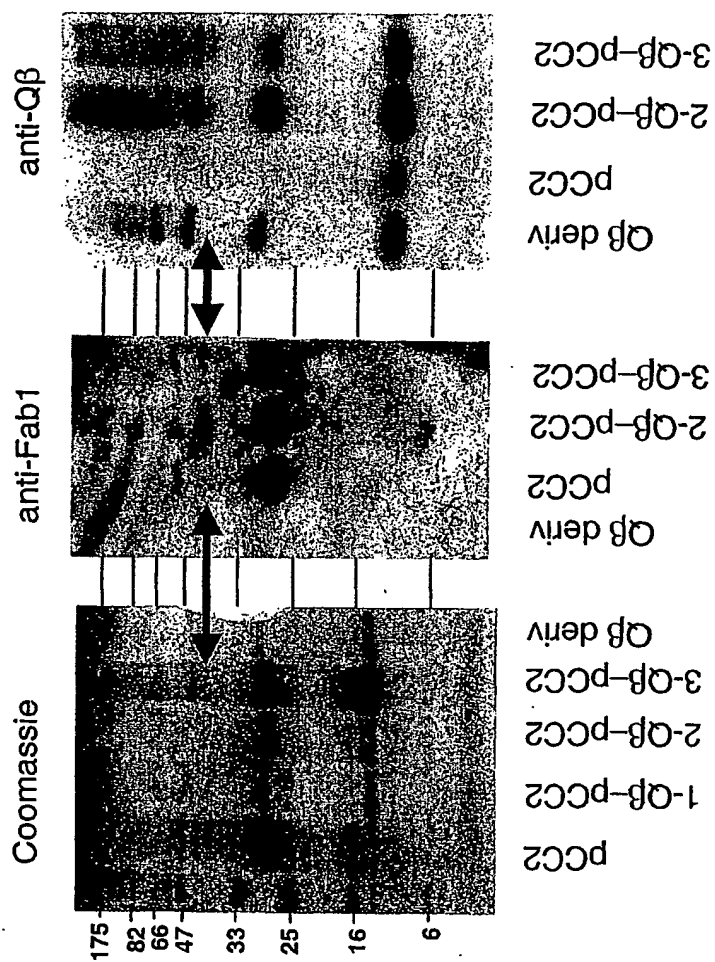 Coomassie
anti-Fab1
anti-Qβ
175
82
66
47
33
25
16
6
pCC2
1-Qβ–pCC2
2-Qβ–pCC2
3-Qβ–pCC2
Qβ deriv
Qβ deriv
pCC2
2-Qβ–pCC2
3-Qβ–pCC2
Qβ deriv
pCC2
2-Qβ–pCC2
3-Qβ–pCC2